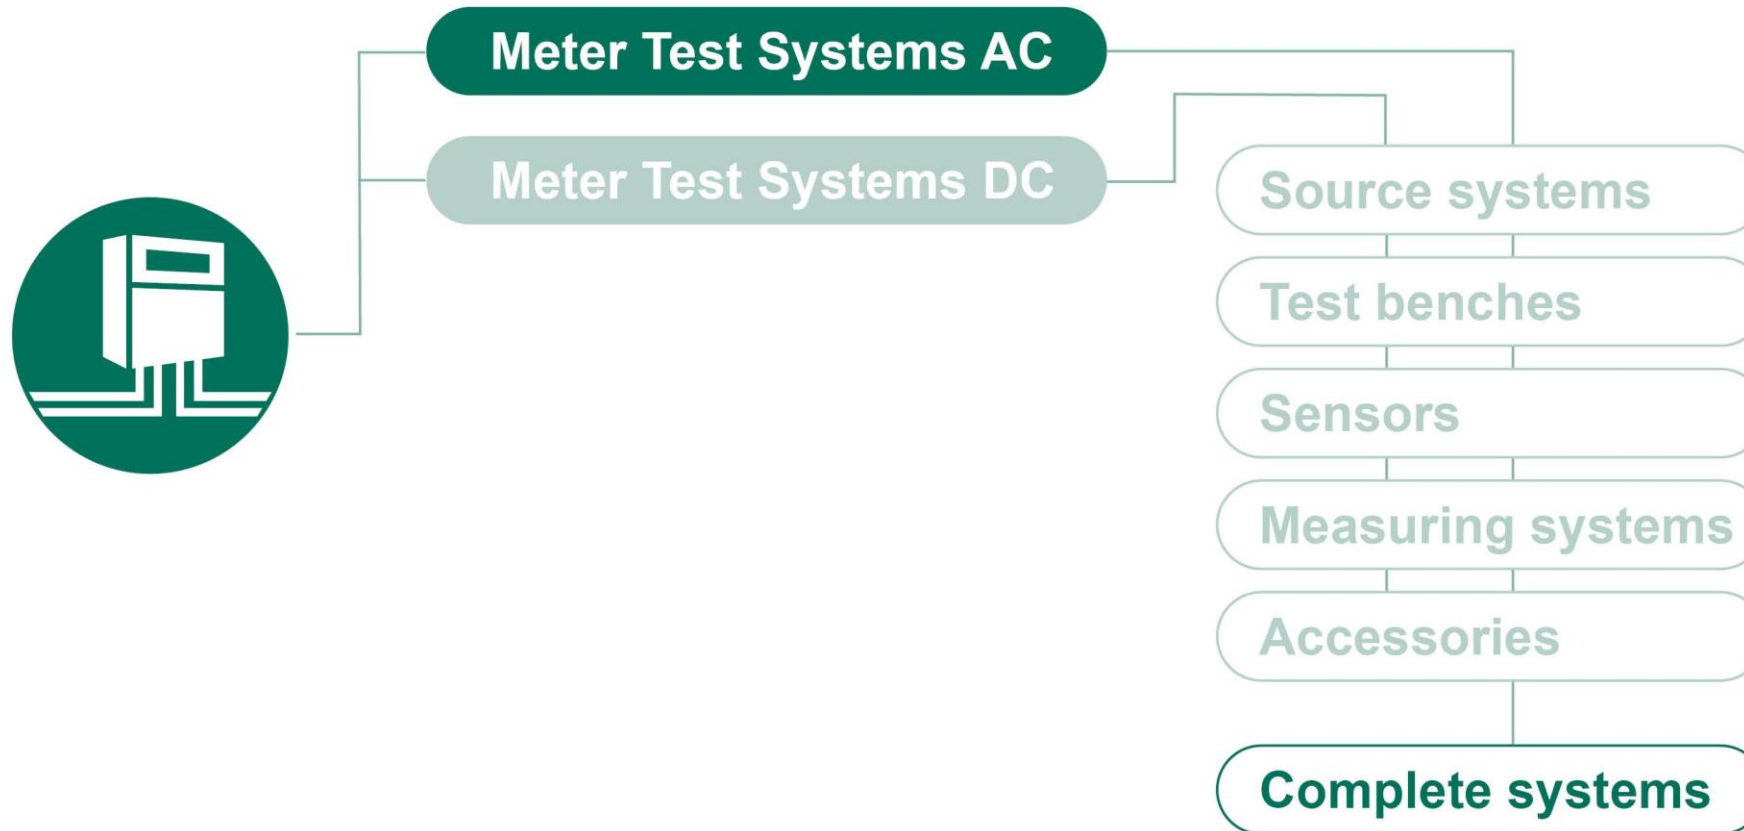 Meter Test Systems AC
Meter Test Systems DC
Source systems
Test benches
Sensors
Measuring systems
Accessories
Complete systems